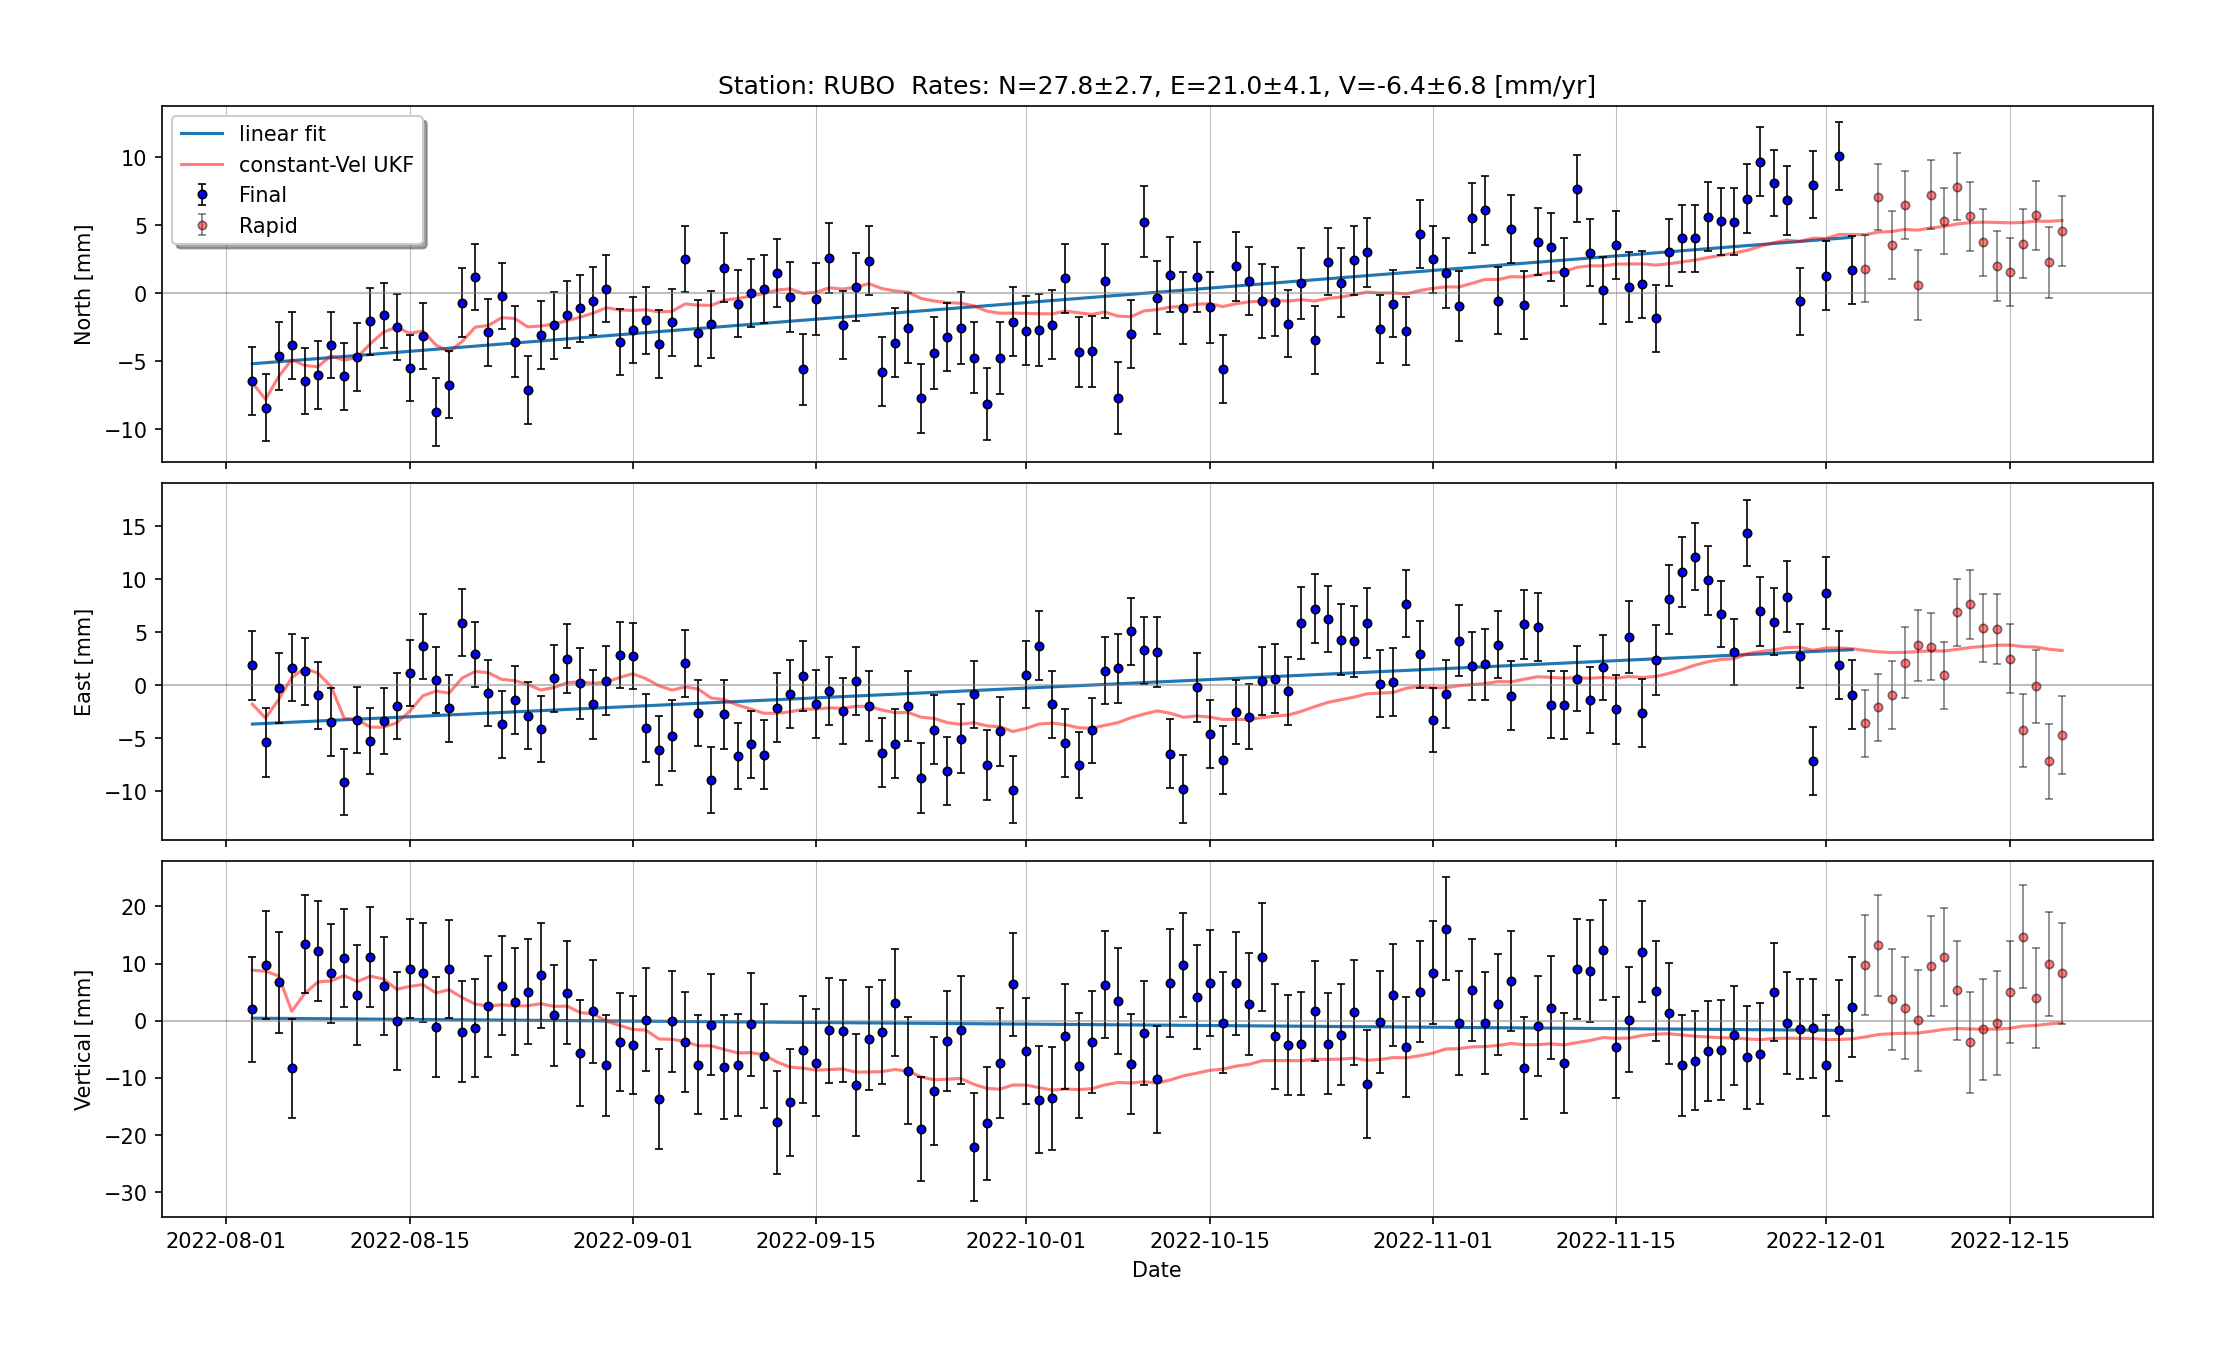 Station: RUBO  Rates: N=27.8±2.7, E=21.0±4.1, V=-6.4±6.8 [mm/yr]
linear fit
constant-Vel UKF
Final
Rapid
North [mm]
10
5
0
−5
−10
East [mm]
15
10
5
0
−5
−10
Vertical [mm]
20
10
0
−10
−20
−30
2022-08-01 2022-08-15 2022-09-01 2022-09-15 2022-10-01 2022-10-15 2022-11-01 2022-11-15 2022-12-01 2022-12-15
Date